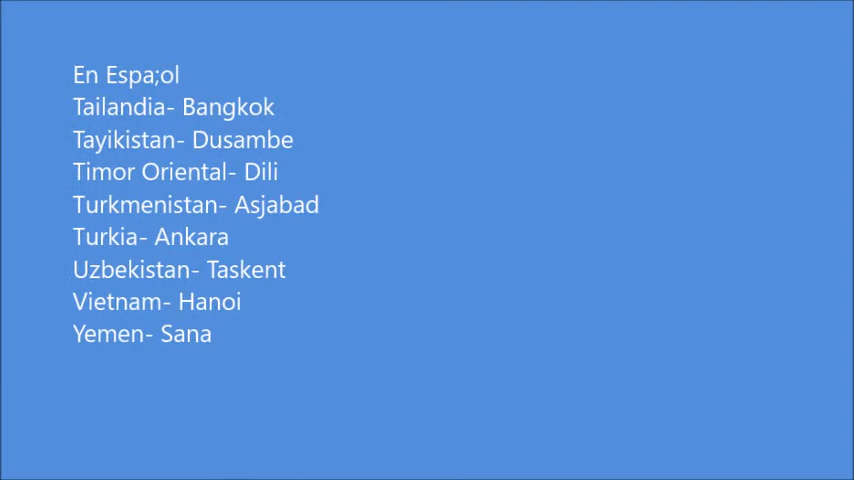 En Espa;ol
Tailandia- Bangkok
Tayikistan- Dusambe
Timor Oriental- Dili
Turkmenistan- Asjabad
Turkia- Ankara
Uzbekistan- Taskent
Vietnam- Hanoi
Yemen- Sana